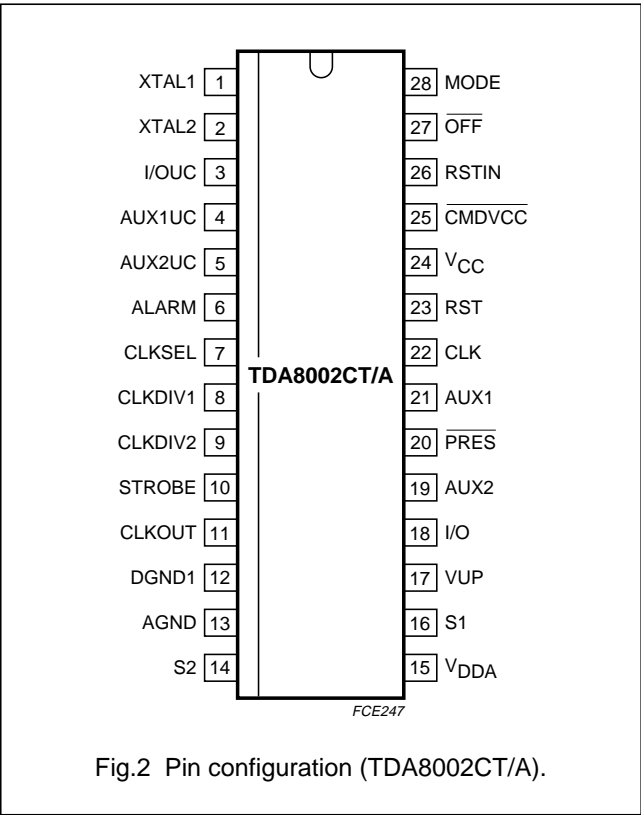 XTAL1 1
XTAL2 2
I/OUC 3
AUX1UC 4
AUX2UC 5
ALARM 6
CLKSEL 7
CLKDIV1 8
CLKDIV2 9
STROBE 10
CLKOUT 11
DGND1 12
AGND 13
S2 14
TDA8002CT/A
28 MODE
27 O̅F̅F̅
26 RSTIN
25 C̅M̅D̅V̅C̅C̅
24 VCC
23 RST
22 CLK
21 AUX1
20 P̅R̅E̅S̅
19 AUX2
18 I/O
17 VUP
16 S1
15 VDDA
FCE247
Fig.2 Pin configuration (TDA8002CT/A).